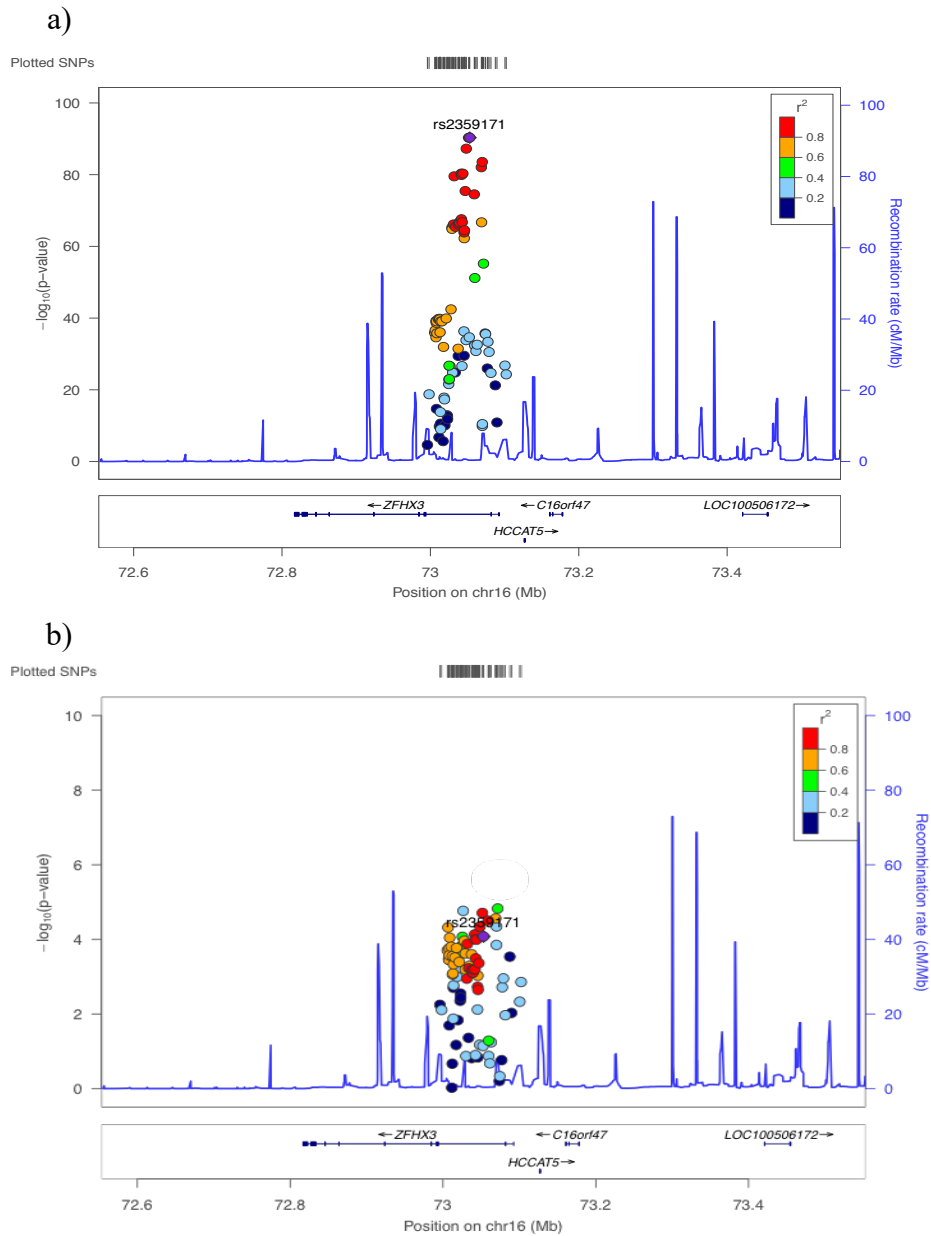 a)
Plotted SNPs
100
80
60
40
20
0
−log10(p−value)
rs2359171
r2
0.8
0.6
0.4
0.2
100
80
60
40
20
0
Recombination rate (cM/Mb)
←ZFHX3
←C16orf47
LOC100506172→
HCCAT5→
72.6 72.8 73 73.2 73.4
Position on chr16 (Mb)
b)
Plotted SNPs
10
8
6
4
2
0
−log10(p−value)
rs2359171
r2
0.8
0.6
0.4
0.2
100
80
60
40
20
0
Recombination rate (cM/Mb)
←ZFHX3
←C16orf47
LOC100506172→
HCCAT5→
72.6 72.8 73 73.2 73.4
Position on chr16 (Mb)